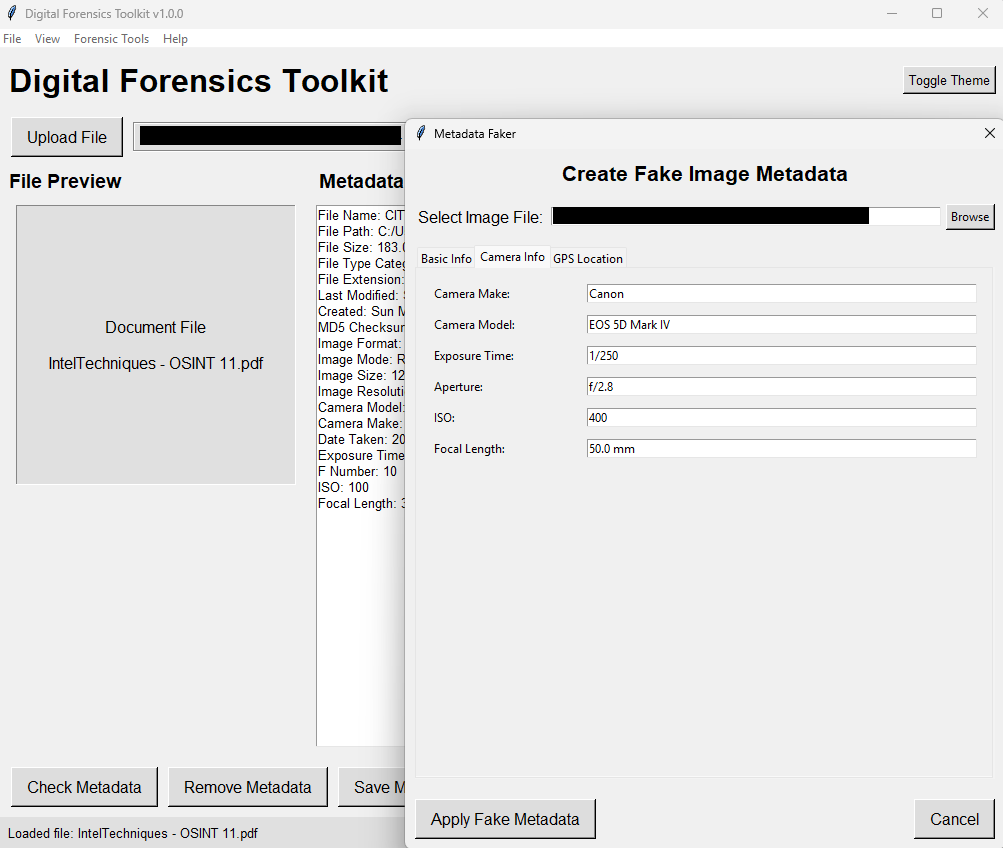 Digital Forensics Toolkit v1.0.0
File View Forensic Tools Help
Digital Forensics Toolkit
Toggle Theme
Upload File
File Preview
Document File
IntelTechniques - OSINT 11.pdf
Metadata
File Name: CIT
File Path: C:/U
File Size: 183.
File Type
File Extension:
Last Modified:
Created: Sun
MD5
Image Format:
Image Mode: R
Image Size: 12
Image
Camera Model:
Camera Make:
Date Taken: 20
Exposure Time
F Number: 10
ISO: 100
Focal Length:
Check Metadata
Remove Metadata
Save M
Loaded file: IntelTechniques - OSINT 11.pdf
Metadata Faker
Create Fake Image Metadata
Select Image File:
Browse
Basic Info Camera Info GPS Location
Camera Make: Canon
Camera Model: EOS 5D Mark IV
Exposure Time: 1/250
Aperture: f/2.8
ISO: 400
Focal Length: 50.0 mm
Apply Fake Metadata
Cancel